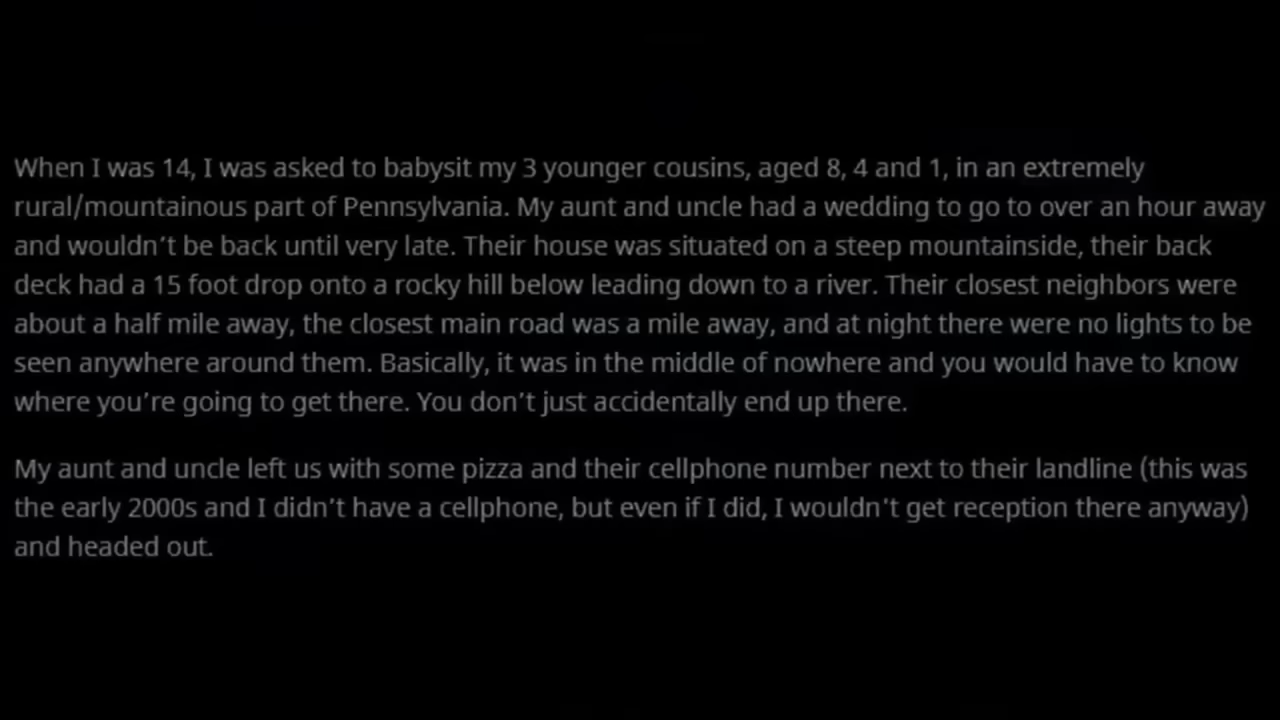 When I was 14, I was asked to babysit my 3 younger cousins, aged 8, 4 and 1, in an extremely
rural/mountainous part of Pennsylvania. My aunt and uncle had a wedding to go to over an hour away
and wouldn’t be back until very late. Their house was situated on a steep mountainside, their back
deck had a 15 foot drop onto a rocky hill below leading down to a river. Their closest neighbors were
about a half mile away, the closest main road was a mile away, and at night there were no lights to be
seen anywhere around them. Basically, it was in the middle of nowhere and you would have to know
where you’re going to get there. You don’t just accidentally end up there.
My aunt and uncle left us with some pizza and their cellphone number next to their landline (this was
the early 2000s and I didn’t have a cellphone, but even if I did, I wouldn’t get reception there anyway)
and headed out.